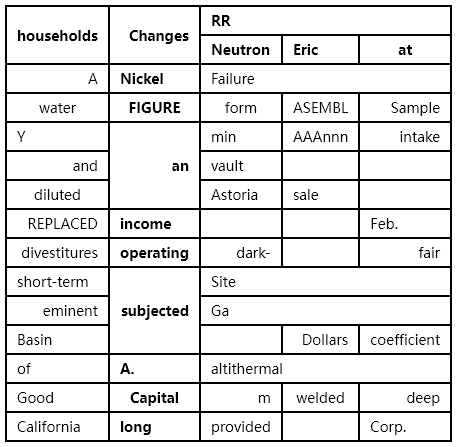 households Changes RR
Neutron Eric at
A Nickel Failure
water FIGURE form ASEMBL Sample
Y an min AAAnnn intake
and vault
diluted Astoria sale
REPLACED income Feb.
divestitures operating dark- fair
short-term subjected Site
eminent Ga
Basin Dollars coefficient
of A. altithermal
Good Capital m welded deep
California long provided Corp.